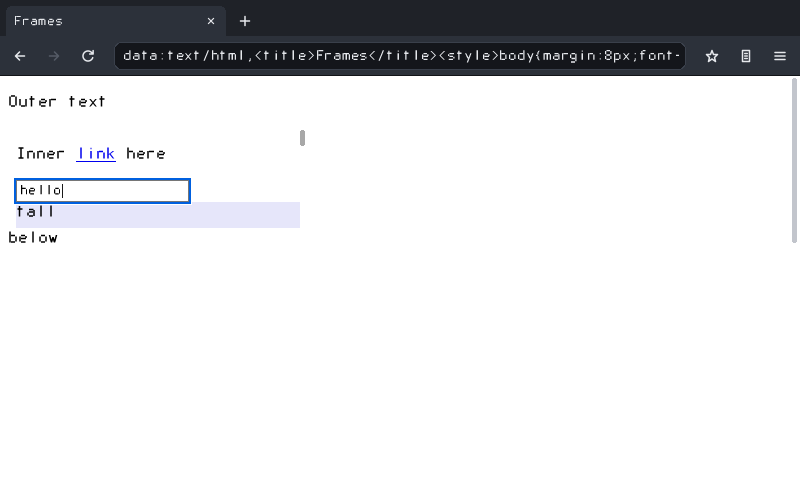 Frames
data:text/html,<title>Frames</title><style>body{margin:8px;font-
Outer text
Inner link here
hello
tall
below